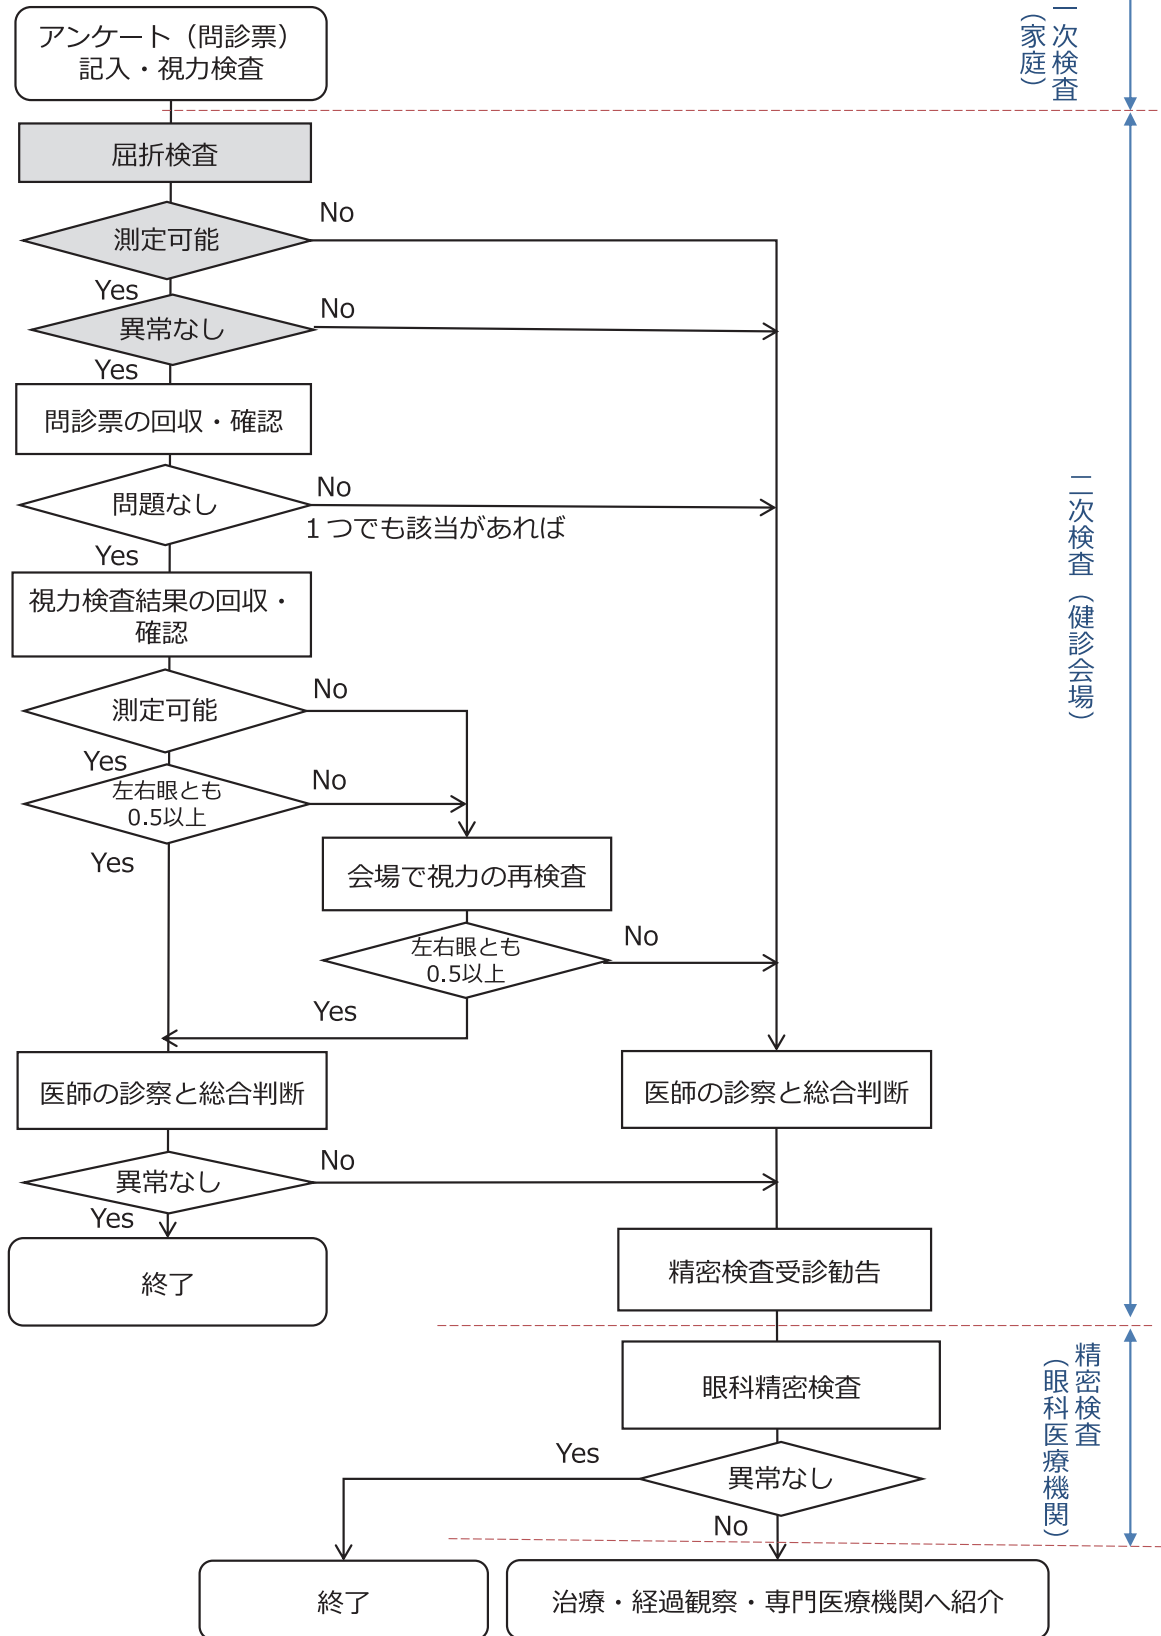 アンケート（問診票）
記入・視力検査
一次検査
（家庭）
屈折検査
測定可能
No
Yes
異常なし
No
Yes
問診票の回収・確認
問題なし
No
１つでも該当があれば
Yes
視力検査結果の回収・
確認
測定可能
No
Yes
左右眼とも
0.5以上
No
Yes
会場で視力の再検査
左右眼とも
0.5以上
No
Yes
二次検査（健診会場）
医師の診察と総合判断
医師の診察と総合判断
異常なし
No
Yes
終了
精密検査受診勧告
精密検査
（眼科医療機関）
眼科精密検査
異常なし
Yes
No
終了
治療・経過観察・専門医療機関へ紹介